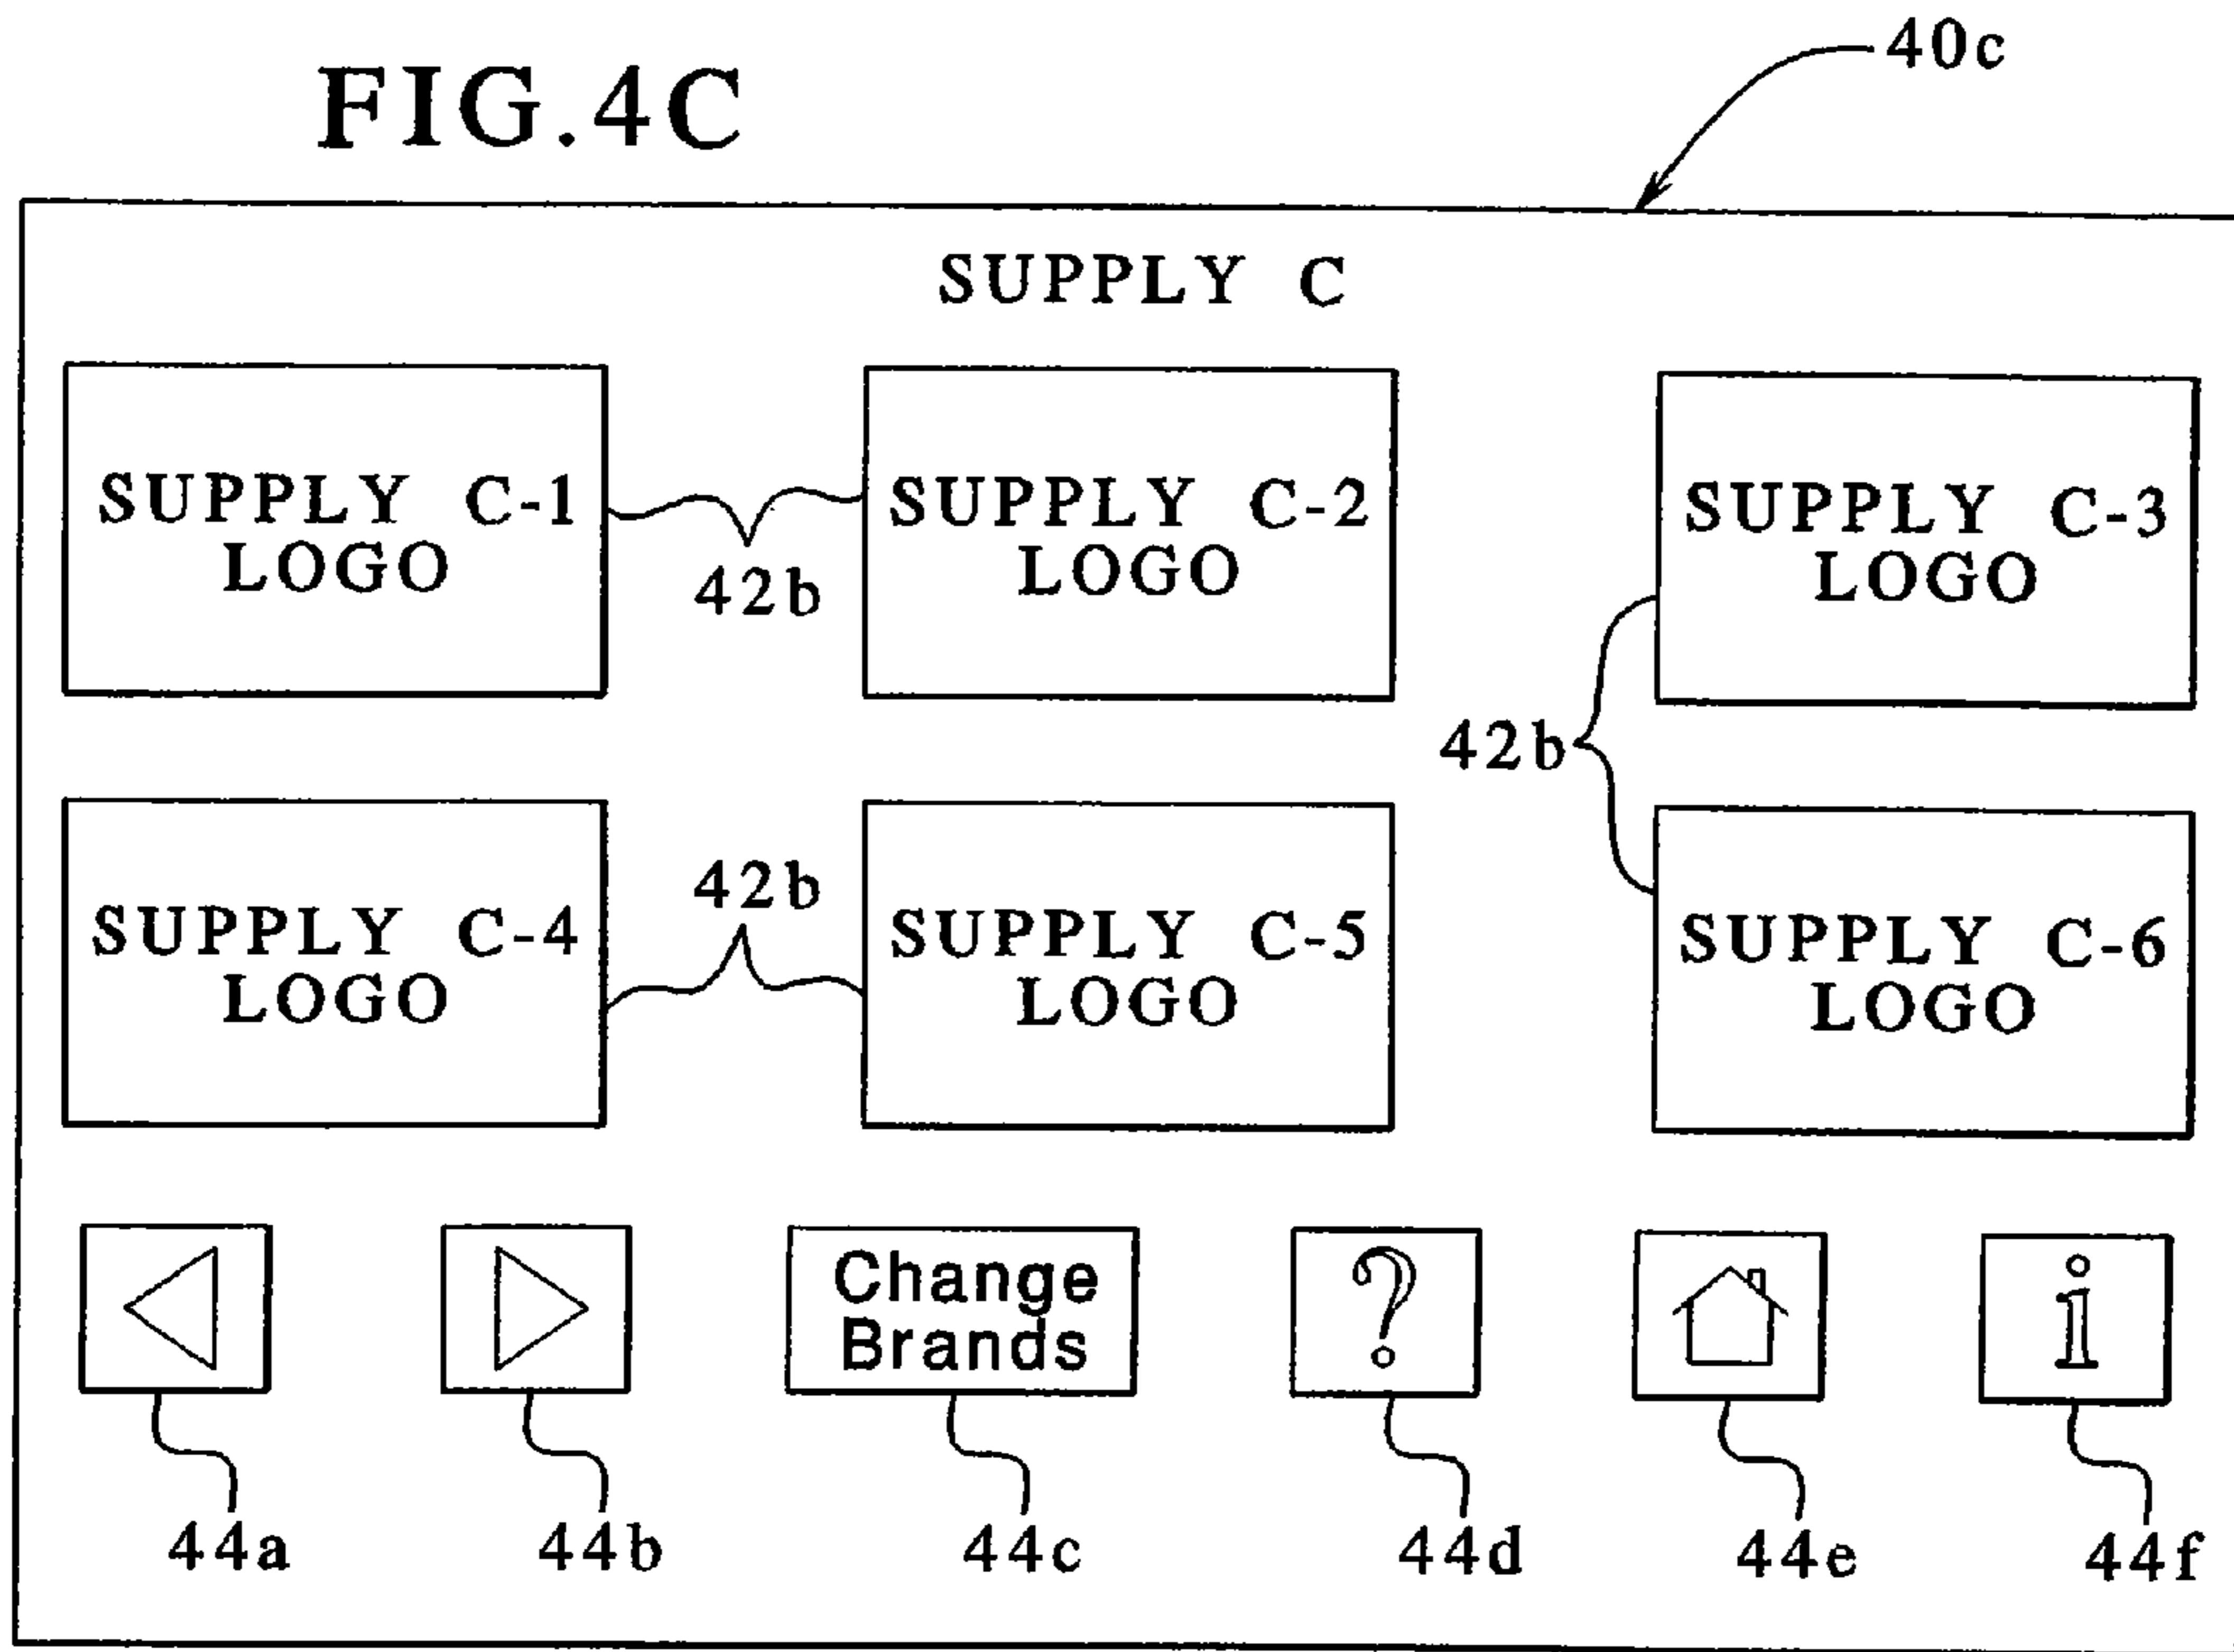 FIG.4C
40c
SUPPLY C
SUPPLY C-1
LOGO
42b
SUPPLY C-2
LOGO
SUPPLY C-3
LOGO
42b
SUPPLY C-4
LOGO
42b
SUPPLY C-5
LOGO
SUPPLY C-6
LOGO
Change
Brands
?
i
44a
44b
44c
44d
44e
44f